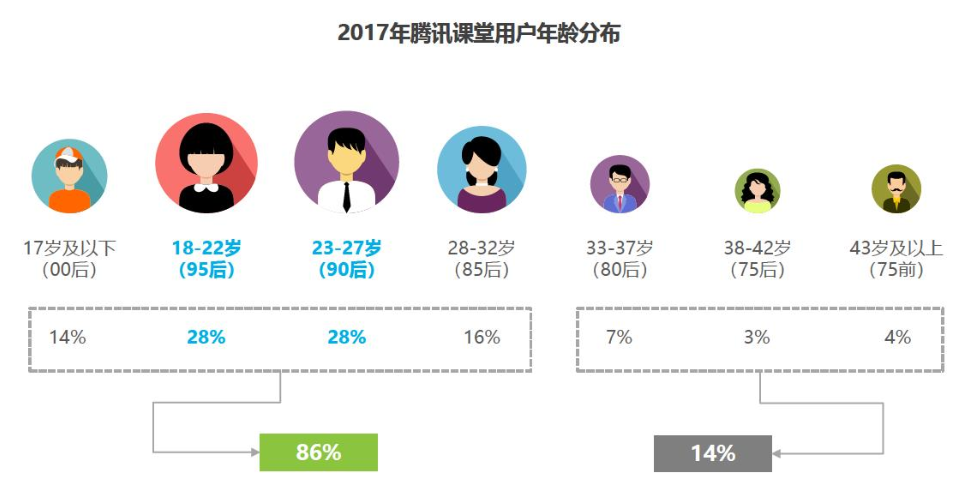 2017年腾讯课堂用户年龄分布
17岁及以下 18-22岁 23-27岁 28-32岁 33-37岁 38-42岁 43岁及以上
(00后) (95后) (90后) (85后) (80后) (75后) (75前)
14% 28% 28% 16% 7% 3% 4%
86% 14%